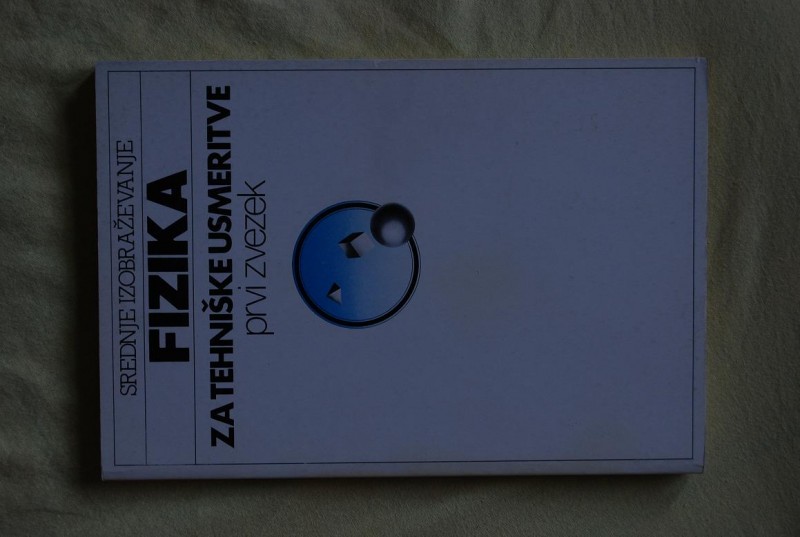 SREDNJE IZOBRAŽEVANJE
FIZIKA
ZA TEHNIŠKE USMERITVE
prvi zvezek